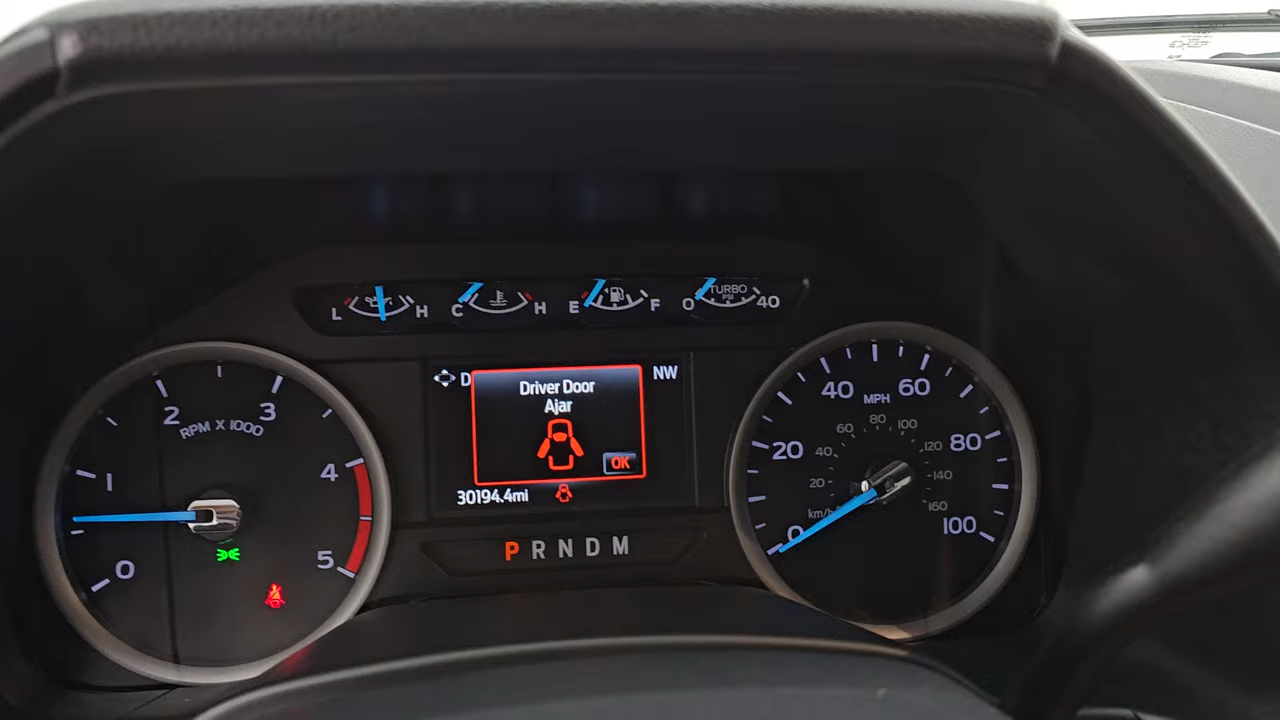 L H C H E F O TURBO PSI 40
D NW
Driver Door
Ajar
OK
30194.4mi
P R N D M
0 1 2 3 4 5
RPM X 1000
0 20 40 60 80 100
MPH
20 40 60 80 100 120 140 160
km/h